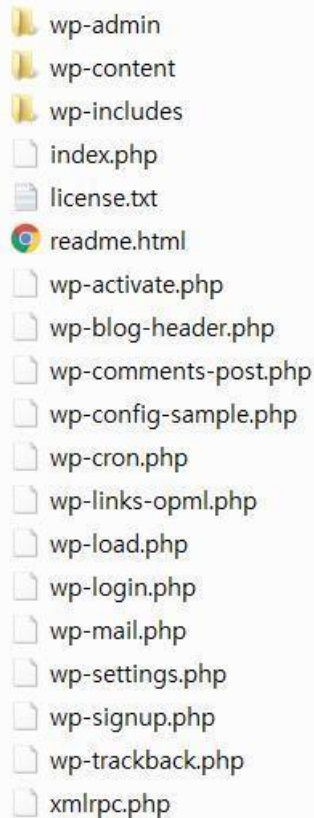 wp-admin
wp-content
wp-includes
index.php
license.txt
readme.html
wp-activate.php
wp-blog-header.php
wp-comments-post.php
wp-config-sample.php
wp-cron.php
wp-links-opml.php
wp-load.php
wp-login.php
wp-mail.php
wp-settings.php
wp-signup.php
wp-trackback.php
xmlrpc.php